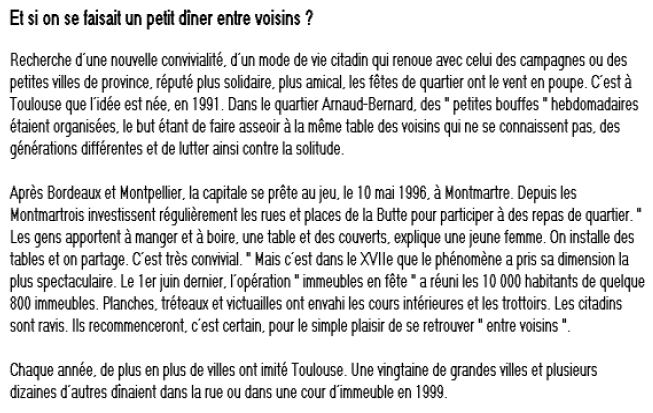 Et si on se faisait un petit dîner entre voisins ?
Recherche d'une nouvelle convivialité, d'un mode de vie citadin qui renoue avec celui des campagnes ou des
petites villes de province, réputé plus solidaire, plus amical, les fêtes de quartier ont le vent en poupe. C'est à
Toulouse que l'idée est née, en 1991. Dans le quartier Arnaud-Bernard, des " petites bouffes " hebdomadaires
étaient organisées, le but étant de faire asseoir à la même table des voisins qui ne se connaissent pas, des
générations différentes et de lutter ainsi contre la solitude.
Après Bordeaux et Montpellier, la capitale se prête au jeu, le 10 mai 1996, à Montmartre. Depuis les
Montmartrois investissent régulièrement les rues et places de la Butte pour participer à des repas de quartier. "
Les gens apportent à manger et à boire, une table et des couverts, explique une jeune femme. On installe des
tables et on partage. C'est très convivial. " Mais c'est dans le XVIIe que le phénomène a pris sa dimension la
plus spectaculaire. Le 1er juin dernier, l'opération " immeubles en fête " a réuni les 10 000 habitants de quelque
800 immeubles. Planches, tréteaux et victuailles ont envahi les cours intérieures et les trottoirs. Les citadins
sont ravis. Ils recommenceront, c'est certain, pour le simple plaisir de se retrouver " entre voisins ".
Chaque année, de plus en plus de villes ont imité Toulouse. Une vingtaine de grandes villes et plusieurs
dizaines d'autres dînaient dans la rue ou dans une cour d'immeuble en 1999.